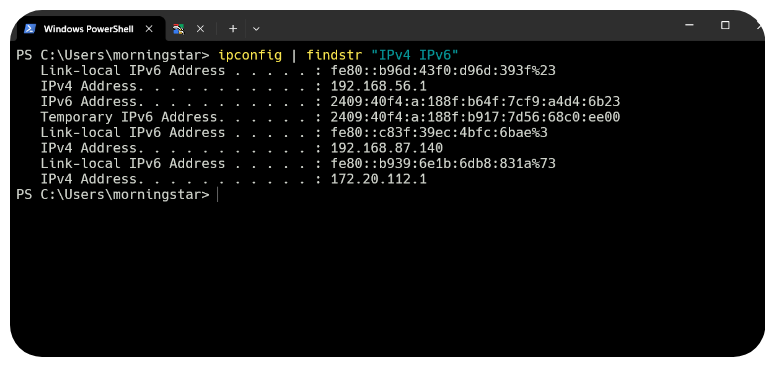 Windows PowerShell
PS C:\Users\morningstar> ipconfig | findstr "IPv4 IPv6"
   Link-local IPv6 Address . . . . . : fe80::b96d:43f0:d96d:393f%23
   IPv4 Address. . . . . . . . . . . : 192.168.56.1
   IPv6 Address. . . . . . . . . . . : 2409:40f4:a:188f:b64f:7cf9:a4d4:6b23
   Temporary IPv6 Address. . . . . . : 2409:40f4:a:188f:b917:7d56:68c0:ee00
   Link-local IPv6 Address . . . . . : fe80::c83f:39ec:4bfc:6bae%3
   IPv4 Address. . . . . . . . . . . : 192.168.87.140
   Link-local IPv6 Address . . . . . : fe80::b939:6e1b:6db8:831a%73
   IPv4 Address. . . . . . . . . . . : 172.20.112.1
PS C:\Users\morningstar>